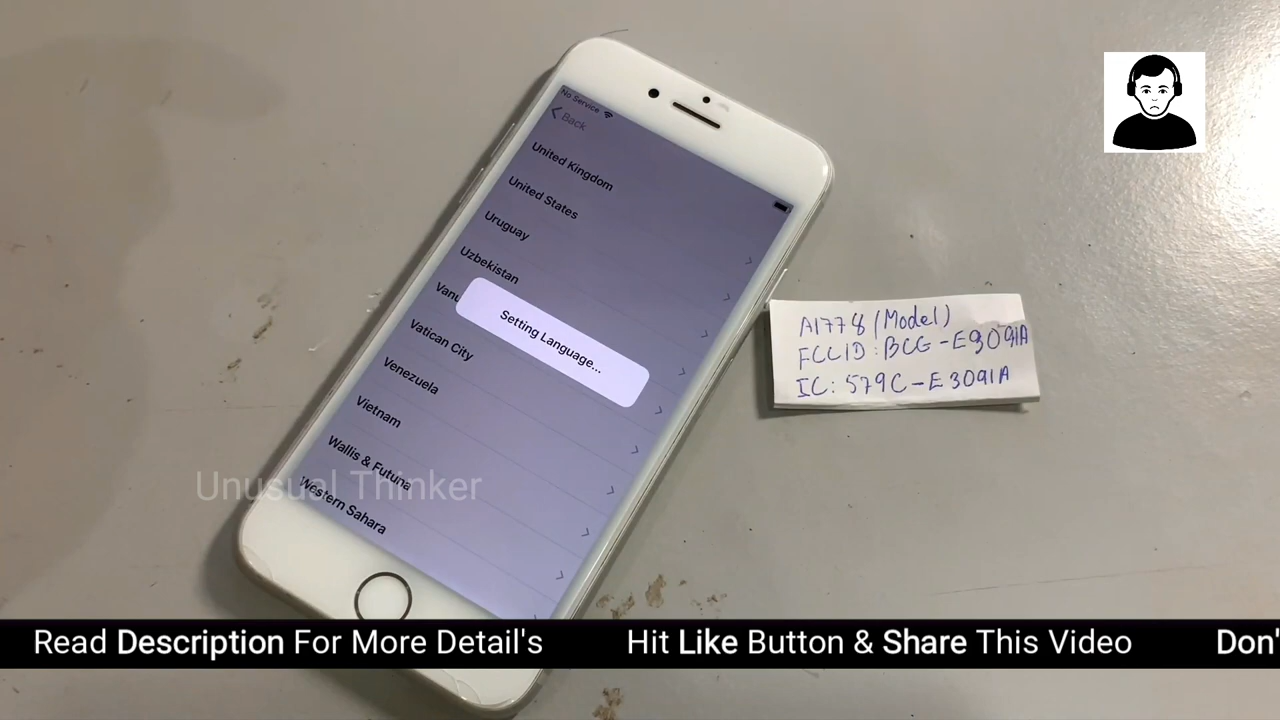 No Service
Back
United Kingdom
United States
Uruguay
Uzbekistan
Vanu
Setting Language...
Vatican City
Venezuela
Vietnam
Wallis & Futuna
Western Sahara
A1778 (Model)
FCCID: BCG-E3091A
IC: 579C-E3091A
Unusual Thinker
Read Description For More Detail's Hit Like Button & Share This Video Don'